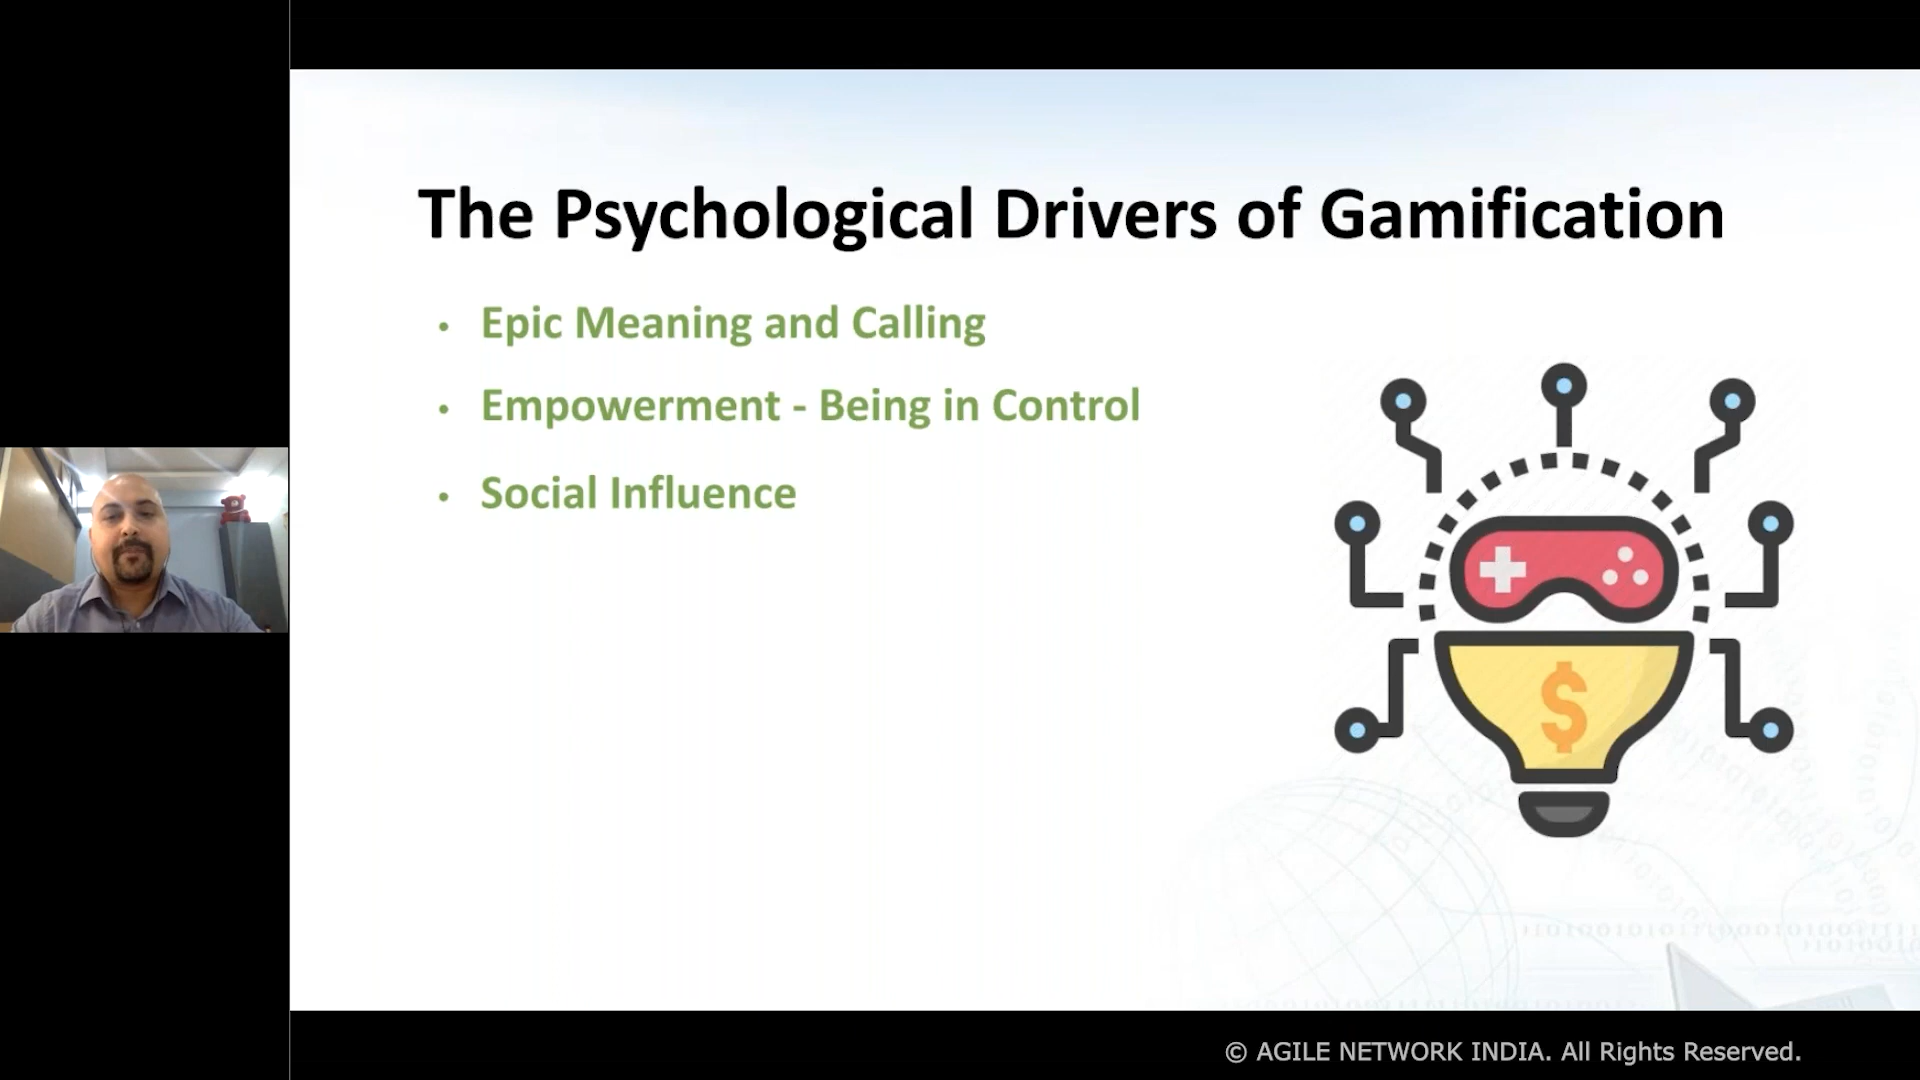 The Psychological Drivers of Gamification
• Epic Meaning and Calling
• Empowerment - Being in Control
• Social Influence
$
© AGILE NETWORK INDIA. All Rights Reserved.